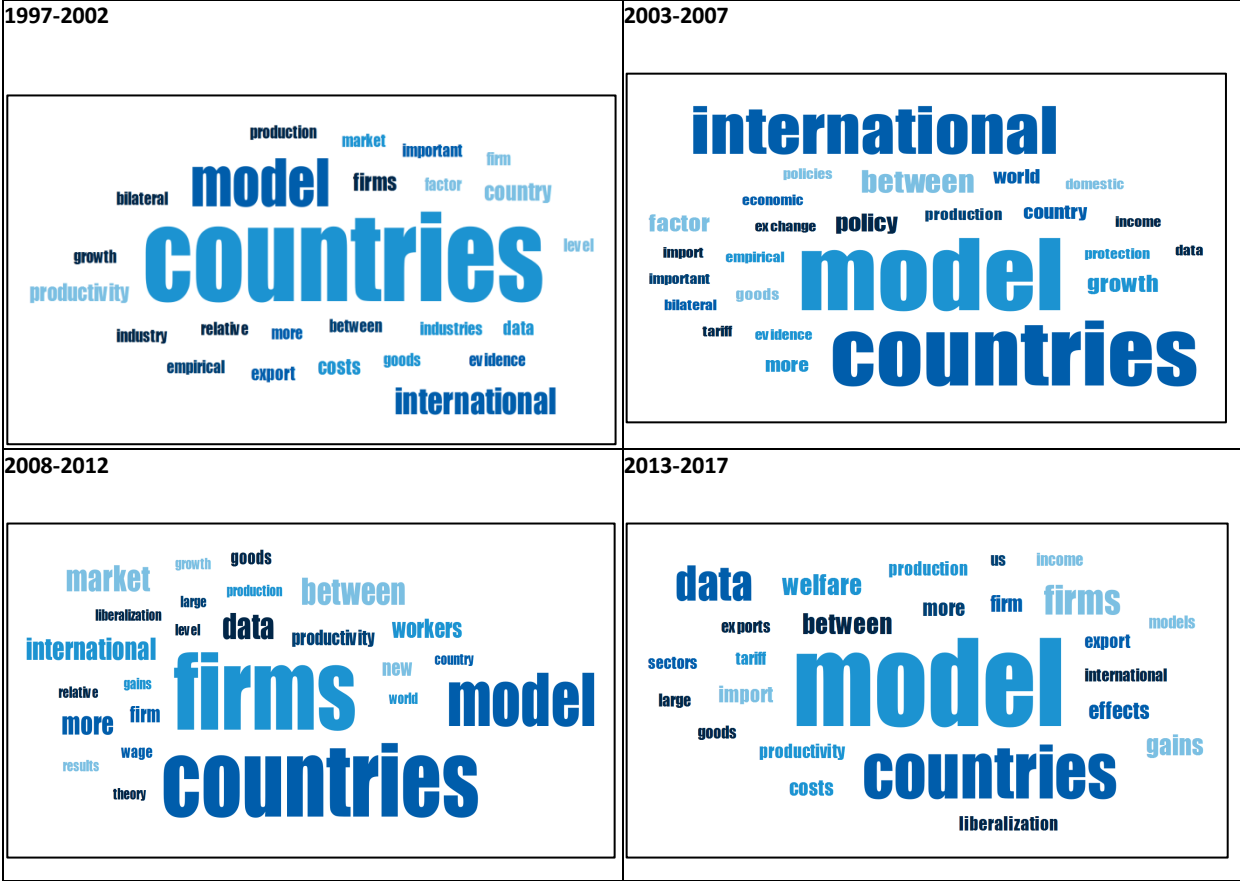 1997-2002
production
market
important
firm
model
firms
factor
country
bilateral
countries
level
growth
productivity
industry
relative
more
between
industries
data
empirical
export
costs
goods
evidence
international
2003-2007
international
policies
between
world
domestic
economic
factor
exchange
policy
production
country
income
import
empirical
model
protection
data
important
goods
growth
bilateral
tariff
evidence
more
countries
2008-2012
market
growth
goods
production
between
large
liberalization
level
data
productivity
workers
international
new
country
relative
gains
firms
world
model
more
firm
wage
results
theory
countries
2013-2017
data
welfare
production
us
income
more
firm
firms
exports
between
models
export
sectors
tariff
model
international
large
import
effects
goods
productivity
gains
costs
countries
liberalization